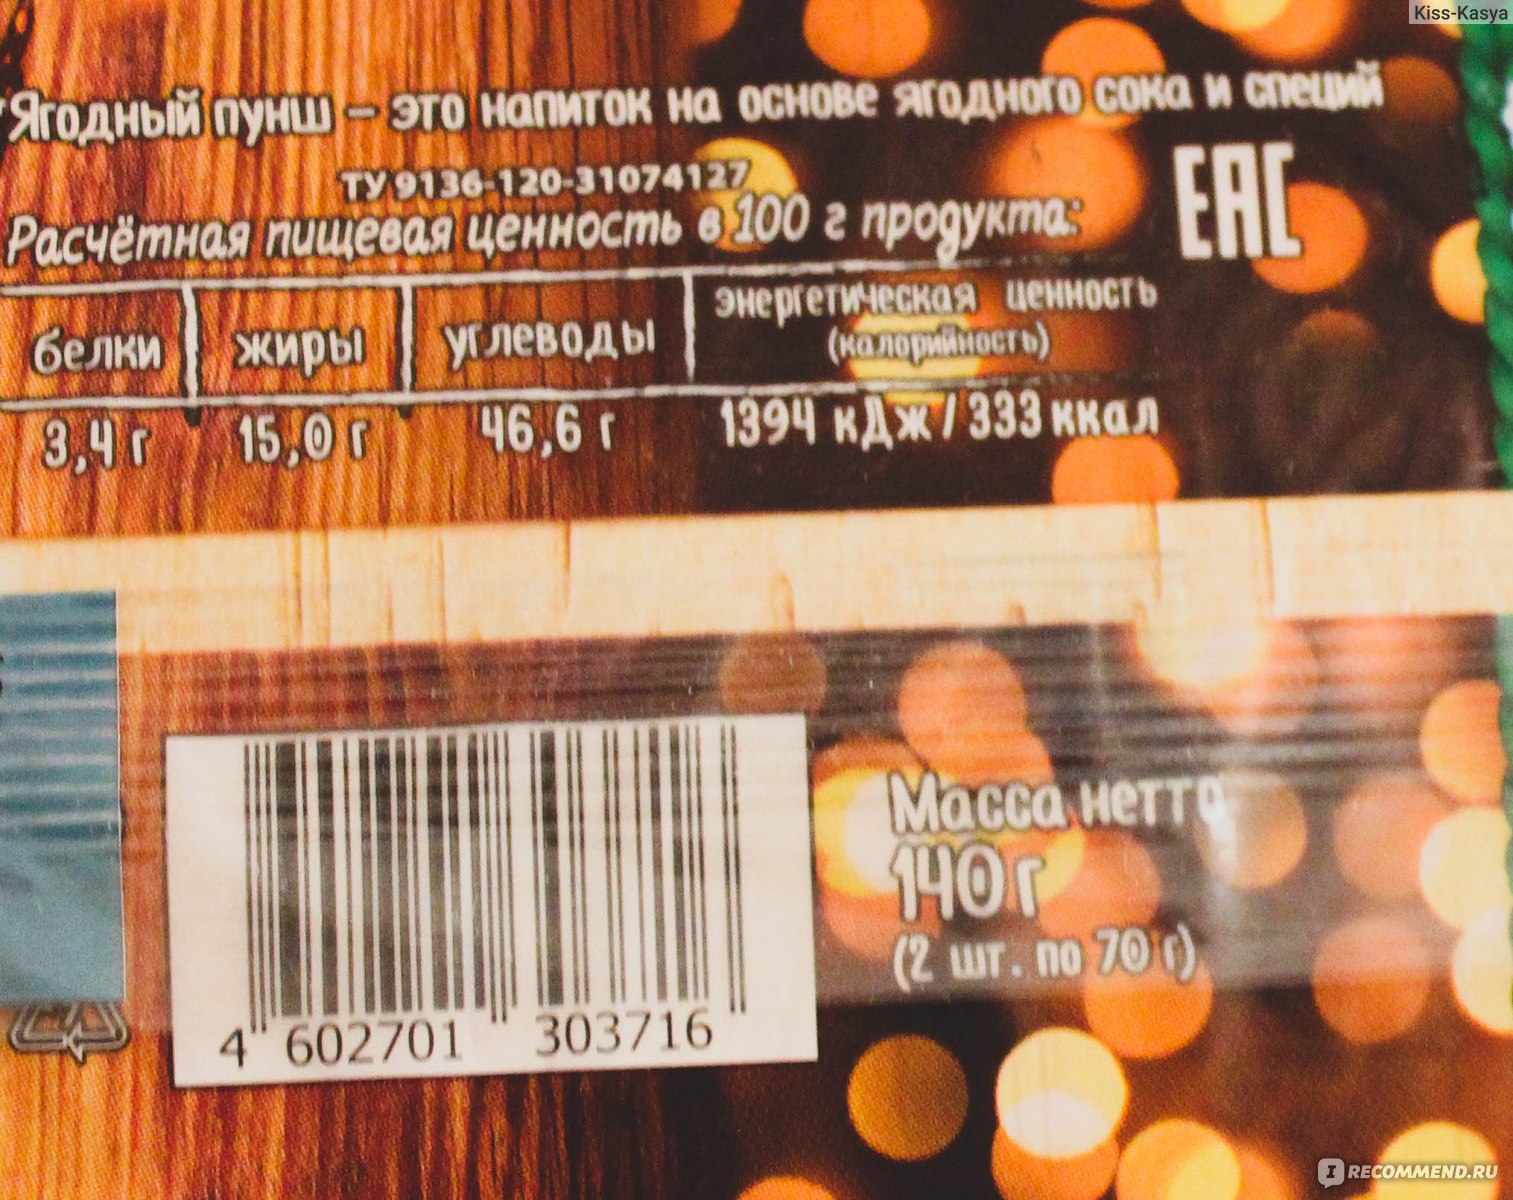 Kiss-Kasya
Ягодный пунш – это напиток на основе ягодного сока и специй
ТУ 9136-120-31074127
EAC
Расчётная пищевая ценность в 100 г продукта:
белки жиры углеводы энергетическая ценность
(калорийность)
3,4 г 15,0 г 46,6 г 1394 кДж / 333 ккал
Масса нетто
140 г
(2 шт. по 70 г)
4 602701 303716
IRECOMMEND.RU